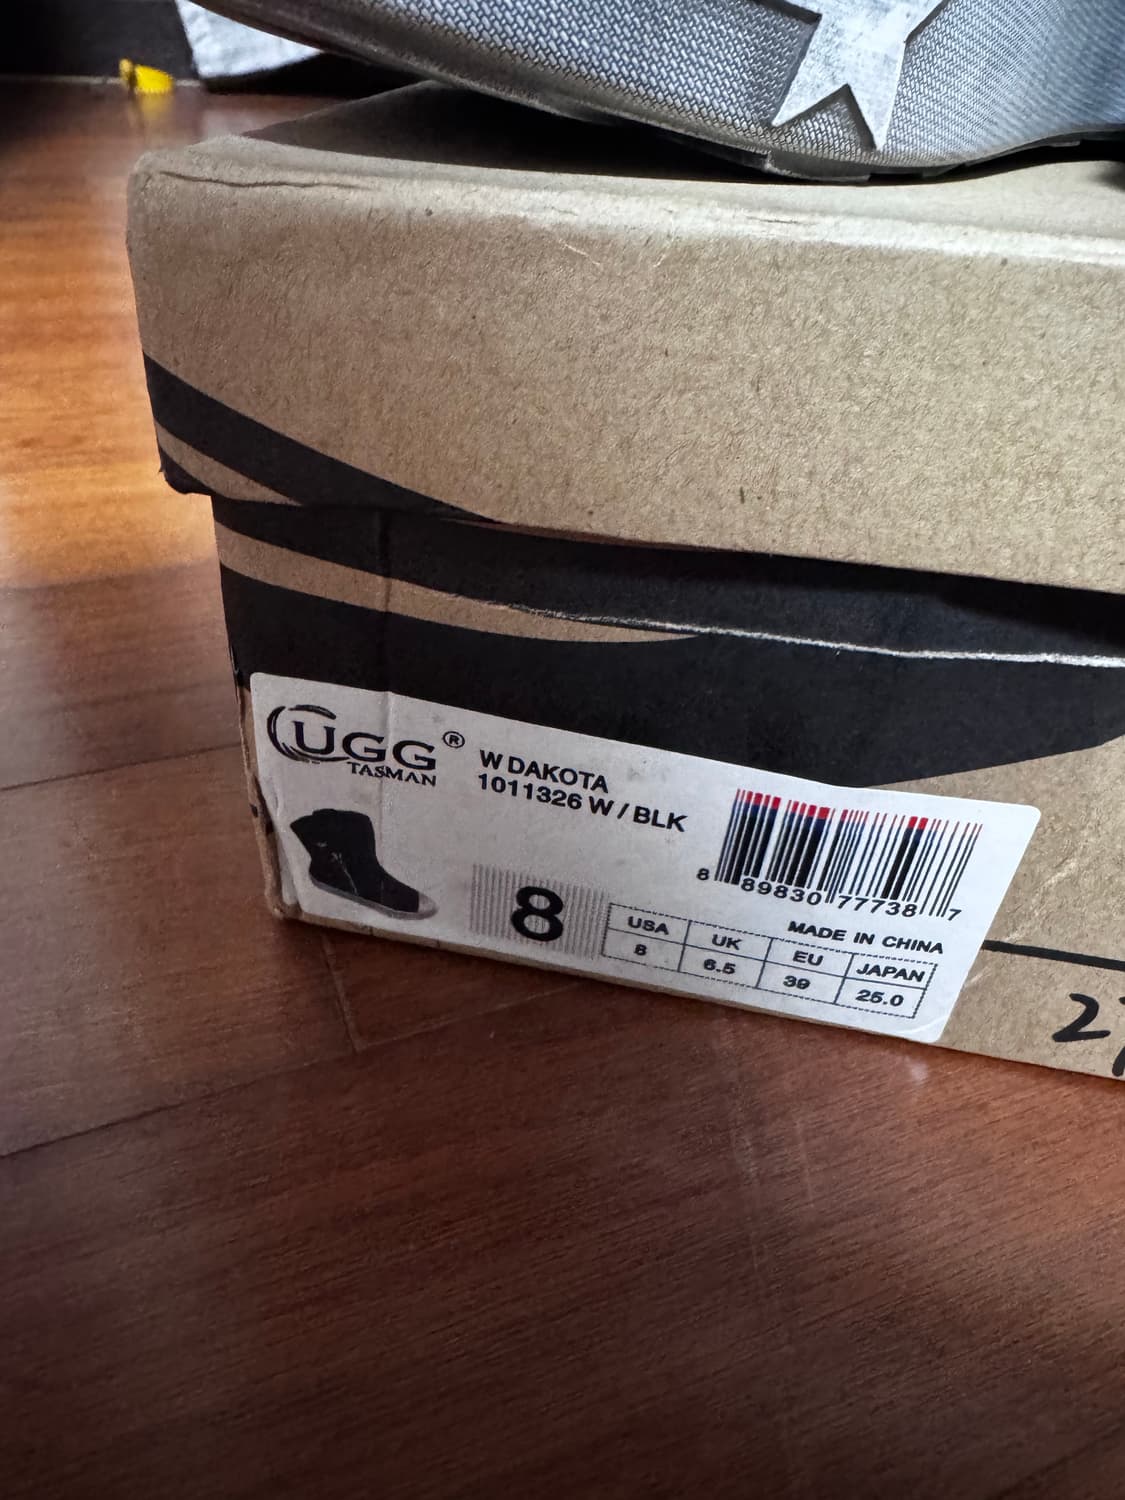 UGG®
TASMAN
W DAKOTA
1011326 W / BLK
8 89830 77738 7
MADE IN CHINA
8
USA UK EU JAPAN
8 6.5 39 25.0